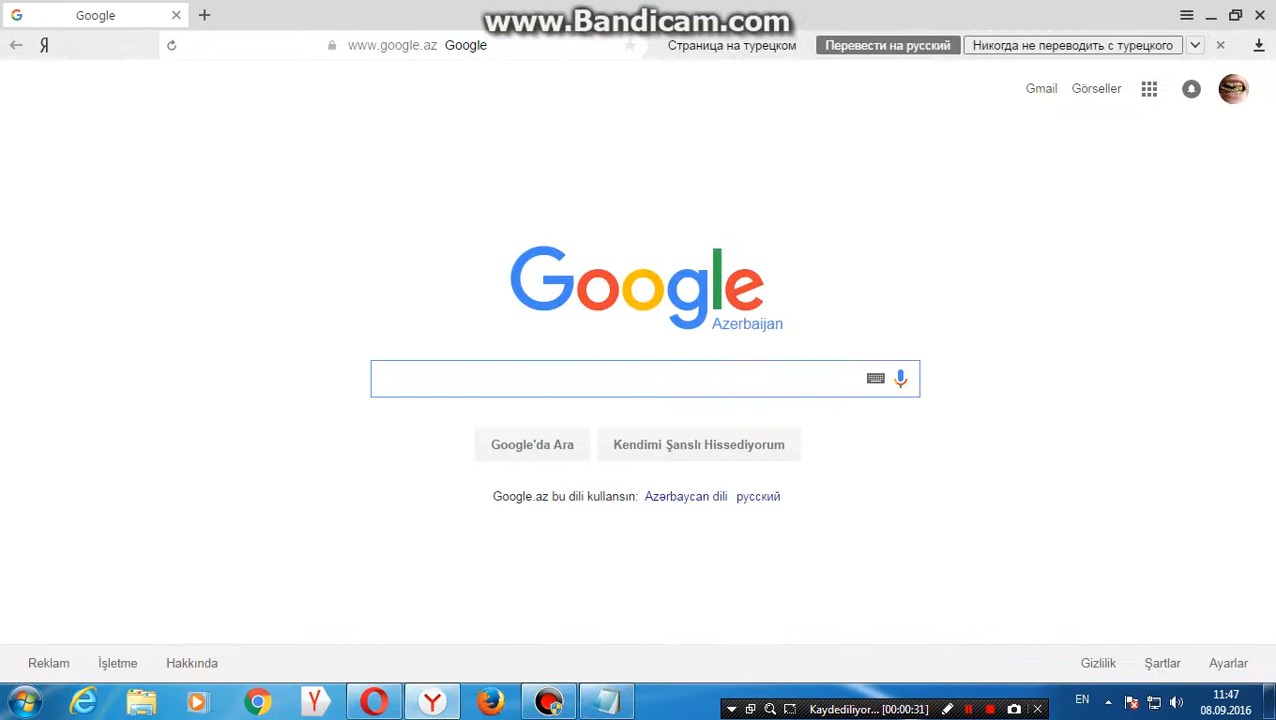 Google
www.Bandicam.com
Я
www.google.az Google
Страница на турецком
Перевести на русский
Никогда не переводить с турецкого
Gmail Görseller
Google
Azerbaijan
Google'da Ara
Kendimi Şanslı Hissediyorum
Google.az bu dili kullansın: Azərbaycan dili русский
Reklam İşletme Hakkında
Gizlilik Şartlar Ayarlar
Kaydediliyor... [00:00:31]
EN
11:47
08.09.2016